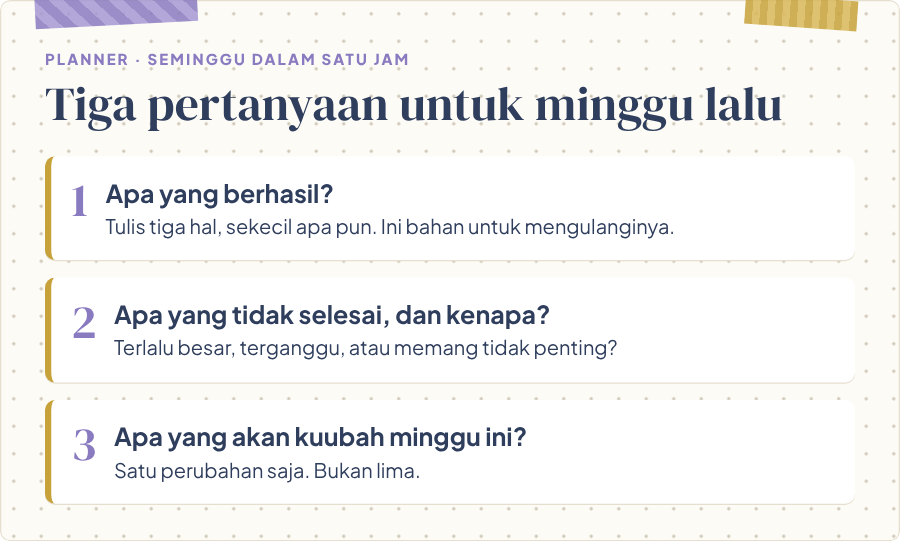 PLANNER · SEMINGGU DALAM SATU JAM
Tiga pertanyaan untuk minggu lalu
1 Apa yang berhasil?
Tulis tiga hal, sekecil apa pun. Ini bahan untuk mengulanginya.
2 Apa yang tidak selesai, dan kenapa?
Terlalu besar, terganggu, atau memang tidak penting?
3 Apa yang akan kuubah minggu ini?
Satu perubahan saja. Bukan lima.